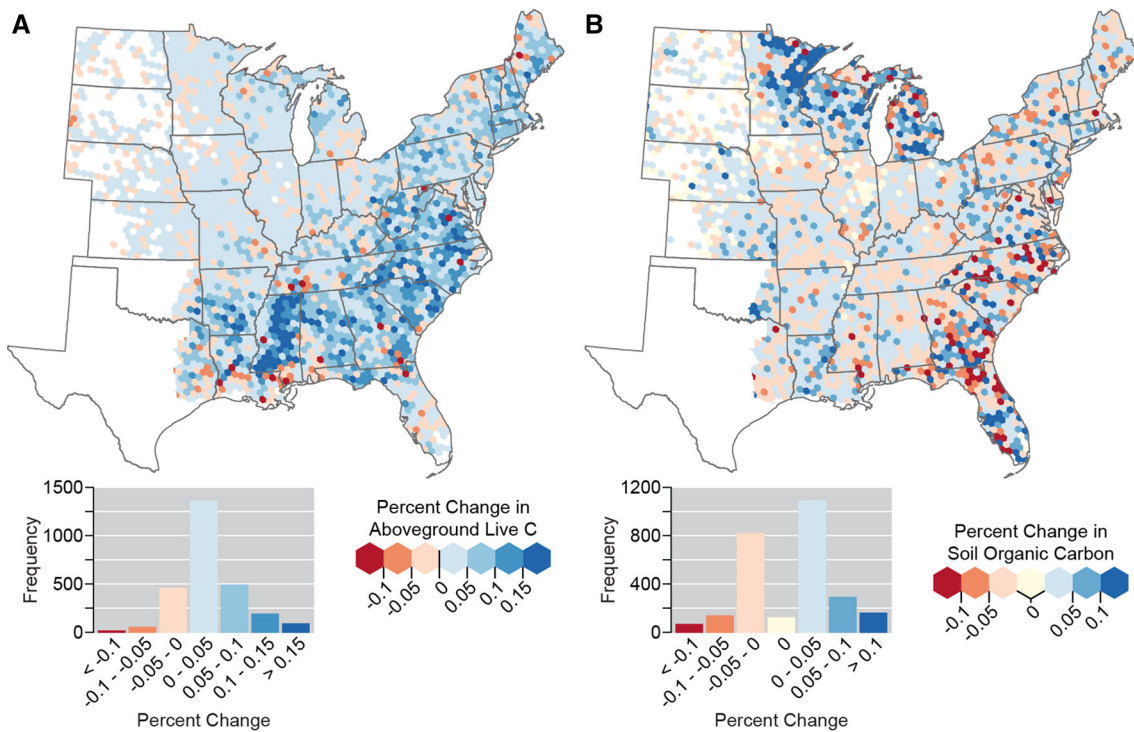 A
1500
1000
500
0
Frequency
< -0.1
-0.1 - -0.05
-0.05 - 0
0 - 0.05
0.05 - 0.1
0.1 - 0.15
> 0.15
Percent Change
Percent Change in
Aboveground Live C
-0.1
-0.05
0
0.05
0.1
0.15
B
1200
800
400
0
Frequency
< -0.1
-0.1 - -0.05
-0.05 - 0
0
0 - 0.05
0.05 - 0.1
> 0.1
Percent Change
Percent Change in
Soil Organic Carbon
-0.1
-0.05
0
0.05
0.1